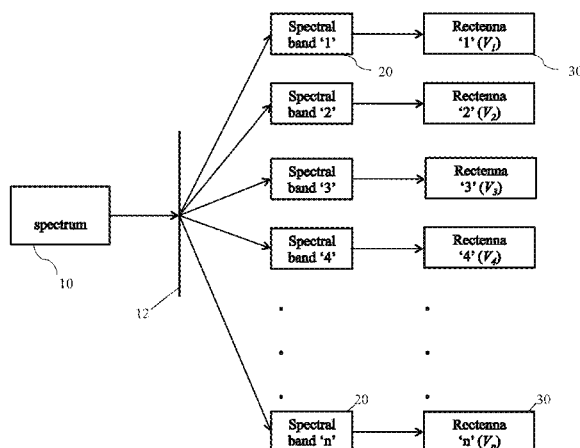 Spectral
band ‘1’
Rectenna
‘1’ (V1)
20
30
Spectral
band ‘2’
Rectenna
‘2’ (V2)
Spectral
band ‘3’
Rectenna
‘3’ (V3)
spectrum
10
Spectral
band ‘4’
Rectenna
‘4’ (V4)
12
20
30
Spectral
band ‘n’
Rectenna
‘n’ (Vn)